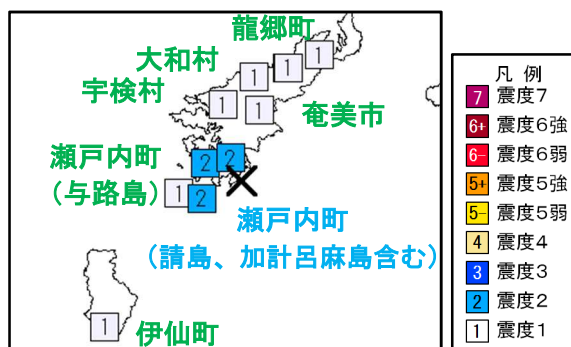 龍郷町
大和村
宇検村
奄美市
1
1
1
1
1
瀬戸内町
(与路島)
2
2
1
2
瀬戸内町
(請島、加計呂麻島含む)
1
伊仙町
凡 例
7 震度7
6+ 震度6強
6- 震度6弱
5+ 震度5強
5- 震度5弱
4 震度4
3 震度3
2 震度2
1 震度1